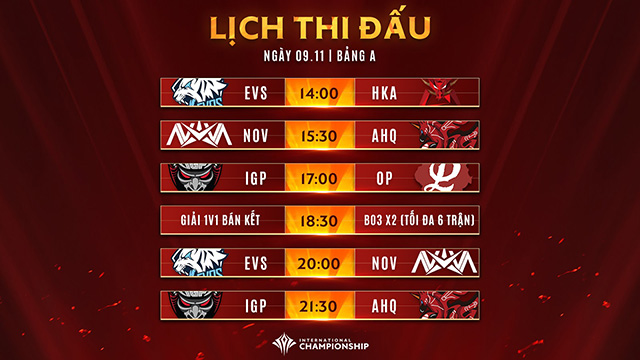 LỊCH THI ĐẤU
NGÀY 09.11 | BẢNG A
EVS 14:00 HKA
NOV 15:30 AHQ
IGP 17:00 OP
GIẢI 1V1 BÁN KẾT 18:30 BO3 X2 (TỐI ĐA 6 TRẬN)
EVS 20:00 NOV
IGP 21:30 AHQ
INTERNATIONAL
CHAMPIONSHIP